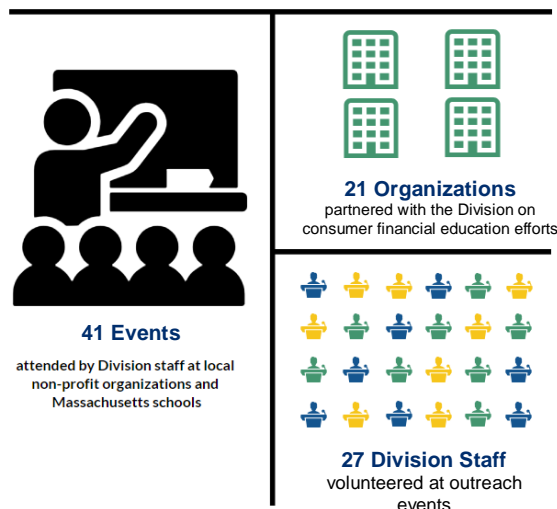 41 Events
attended by Division staff at local
non-profit organizations and
Massachusetts schools
21 Organizations
partnered with the Division on
consumer financial education efforts
27 Division Staff
volunteered at outreach
events